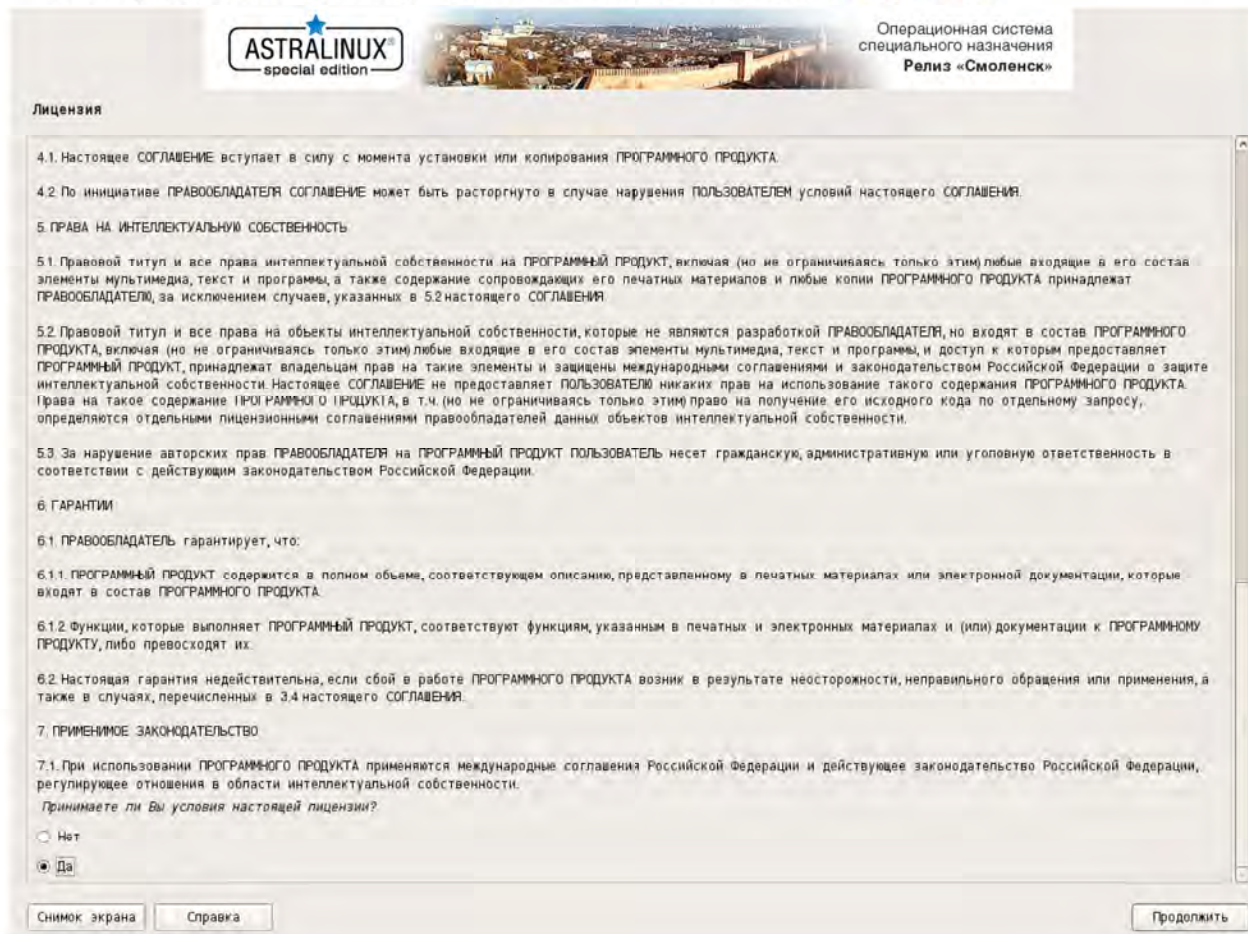 ASTRALINUX®
special edition
Операционная система
специального назначения
Релиз «Смоленск»
Лицензия
4.1. Настоящее СОГЛАШЕНИЕ вступает в силу с момента установки или копирования ПРОГРАММНОГО ПРОДУКТА.
4.2. По инициативе ПРАВООБЛАДАТЕЛЯ СОГЛАШЕНИЕ может быть расторгнуто в случае нарушения ПОЛЬЗОВАТЕЛЕМ условий настоящего СОГЛАШЕНИЯ.
5. ПРАВА НА ИНТЕЛЛЕКТУАЛЬНУЮ СОБСТВЕННОСТЬ
5.1. Правовой титул и все права интеллектуальной собственности на ПРОГРАММНЫЙ ПРОДУКТ, включая (но не ограничиваясь только этим) любые входящие в его состав
элементы мультимедиа, текст и программы, а также содержание сопровождающих его печатных материалов и любые копии ПРОГРАММНОГО ПРОДУКТА принадлежат
ПРАВООБЛАДАТЕЛЮ, за исключением случаев, указанных в 5.2 настоящего СОГЛАШЕНИЯ
5.2. Правовой титул и все права на объекты интеллектуальной собственности, которые не являются разработкой ПРАВООБЛАДАТЕЛЯ, но входят в состав ПРОГРАММНОГО
ПРОДУКТА, включая (но не ограничиваясь только этим) любые входящие в его состав элементы мультимедиа, текст и программы, и доступ к которым предоставляет
ПРОГРАММНЫЙ ПРОДУКТ, принадлежат владельцам прав на такие элементы и защищены международными соглашениями и законодательством Российской Федерации о защите
интеллектуальной собственности. Настоящее СОГЛАШЕНИЕ не предоставляет ПОЛЬЗОВАТЕЛЮ никаких прав на использование такого содержания ПРОГРАММНОГО ПРОДУКТА.
Права на такое содержание ПРОГРАММНОГО ПРОДУКТА, в т.ч. (но не ограничиваясь только этим) право на получение его исходного кода по отдельному запросу,
определяются отдельными лицензионными соглашениями правообладателей данных объектов интеллектуальной собственности.
5.3. За нарушение авторских прав ПРАВООБЛАДАТЕЛЯ на ПРОГРАММНЫЙ ПРОДУКТ ПОЛЬЗОВАТЕЛЬ несет гражданскую, административную или уголовную ответственность в
соответствии с действующим законодательством Российской Федерации.
6. ГАРАНТИИ
6.1. ПРАВООБЛАДАТЕЛЬ гарантирует, что:
6.1.1. ПРОГРАММНЫЙ ПРОДУКТ содержится в полном объеме, соответствующем описанию, представленному в печатных материалах или электронной документации, которые
входят в состав ПРОГРАММНОГО ПРОДУКТА.
6.1.2. Функции, которые выполняет ПРОГРАММНЫЙ ПРОДУКТ, соответствуют функциям, указанным в печатных и электронных материалах и (или) документации к ПРОГРАММНОМУ
ПРОДУКТУ, либо превосходят их.
6.2. Настоящая гарантия недействительна, если сбой в работе ПРОГРАММНОГО ПРОДУКТА возник в результате неосторожности, неправильного обращения или применения, а
также в случаях, перечисленных в 3.4 настоящего СОГЛАШЕНИЯ.
7. ПРИМЕНИМОЕ ЗАКОНОДАТЕЛЬСТВО
7.1. При использовании ПРОГРАММНОГО ПРОДУКТА применяются международные соглашения Российской Федерации и действующее законодательство Российской Федерации,
регулирующее отношения в области интеллектуальной собственности.
Принимаете ли Вы условия настоящей лицензии?
Нет
Да
Снимок экрана
Справка
Продолжить